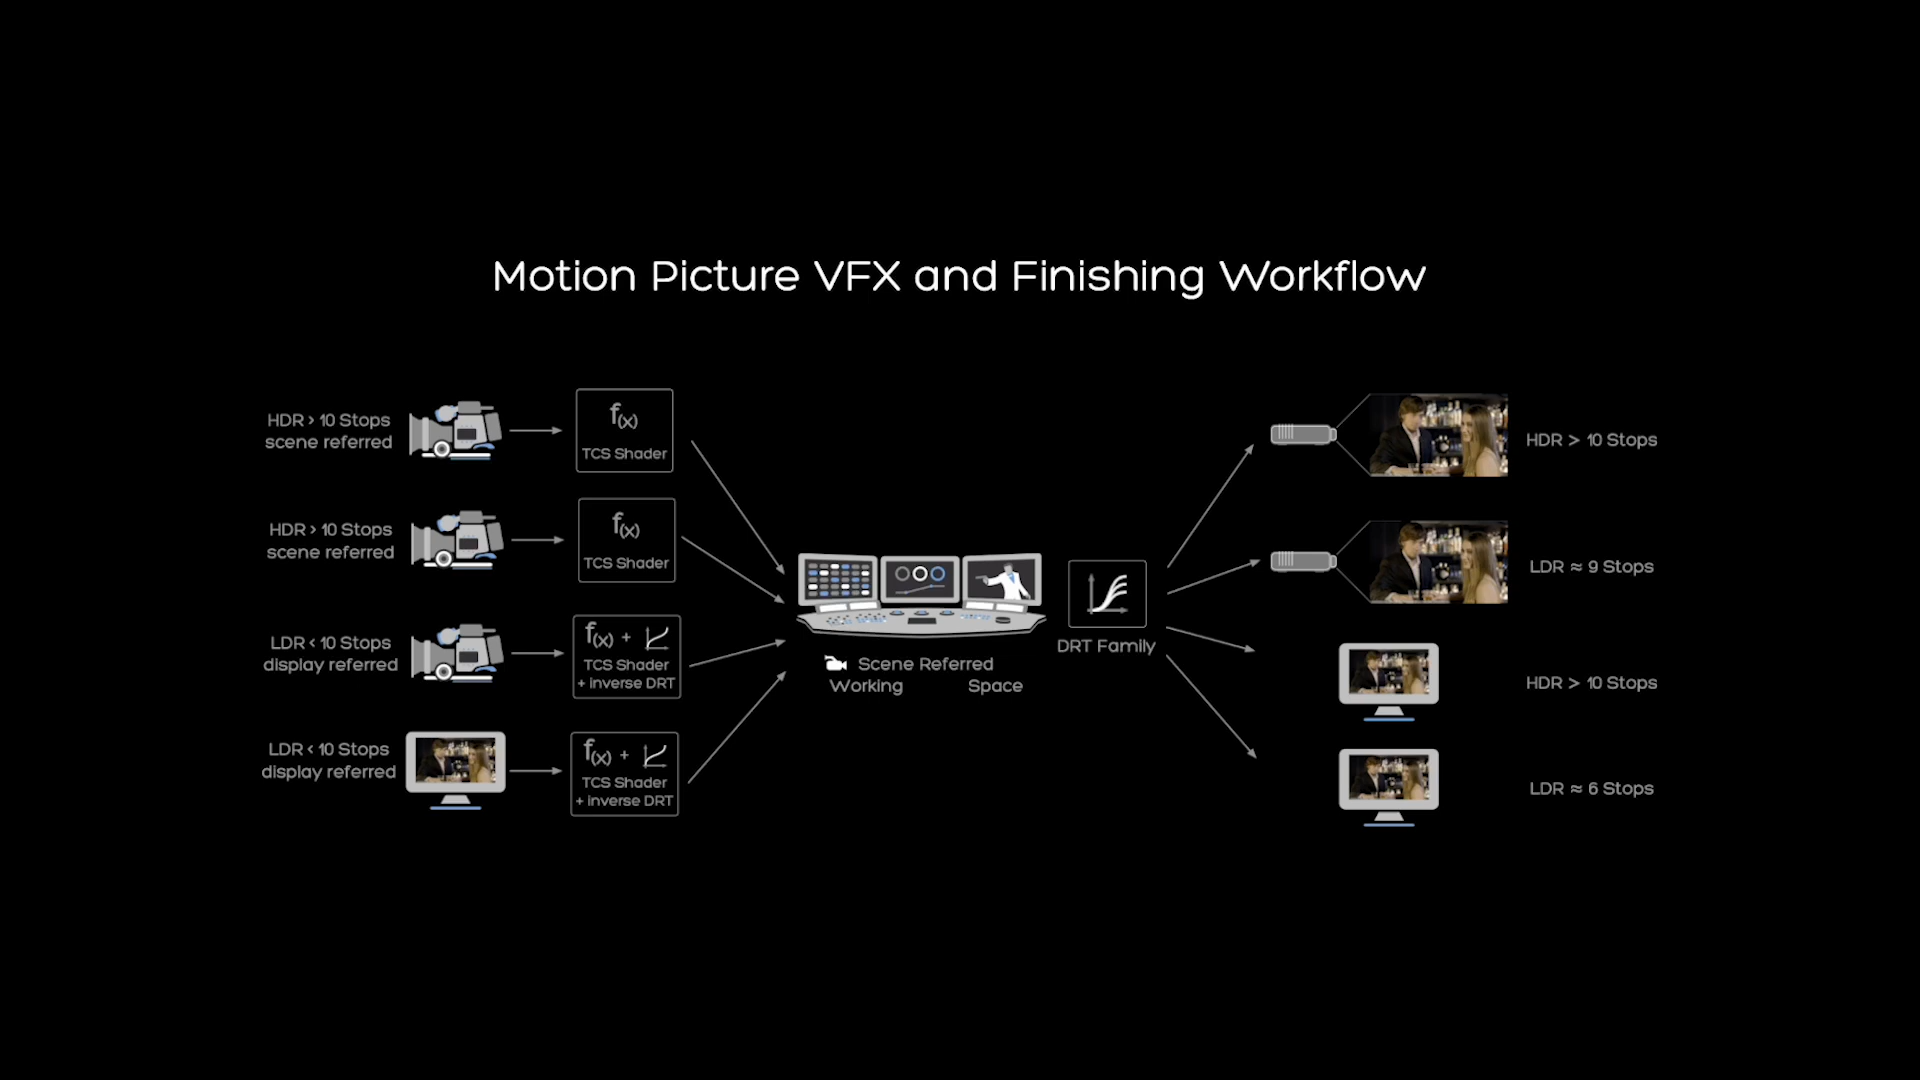 Motion Picture VFX and Finishing Workflow
HDR > 10 Stops
scene referred
f(x)
TCS Shader
HDR > 10 Stops
scene referred
f(x)
TCS Shader
LDR < 10 Stops
display referred
f(x) +
TCS Shader
+ inverse DRT
LDR < 10 Stops
display referred
f(x) +
TCS Shader
+ inverse DRT
Scene Referred
Working Space
DRT Family
HDR > 10 Stops
LDR ≈ 9 Stops
HDR > 10 Stops
LDR ≈ 6 Stops